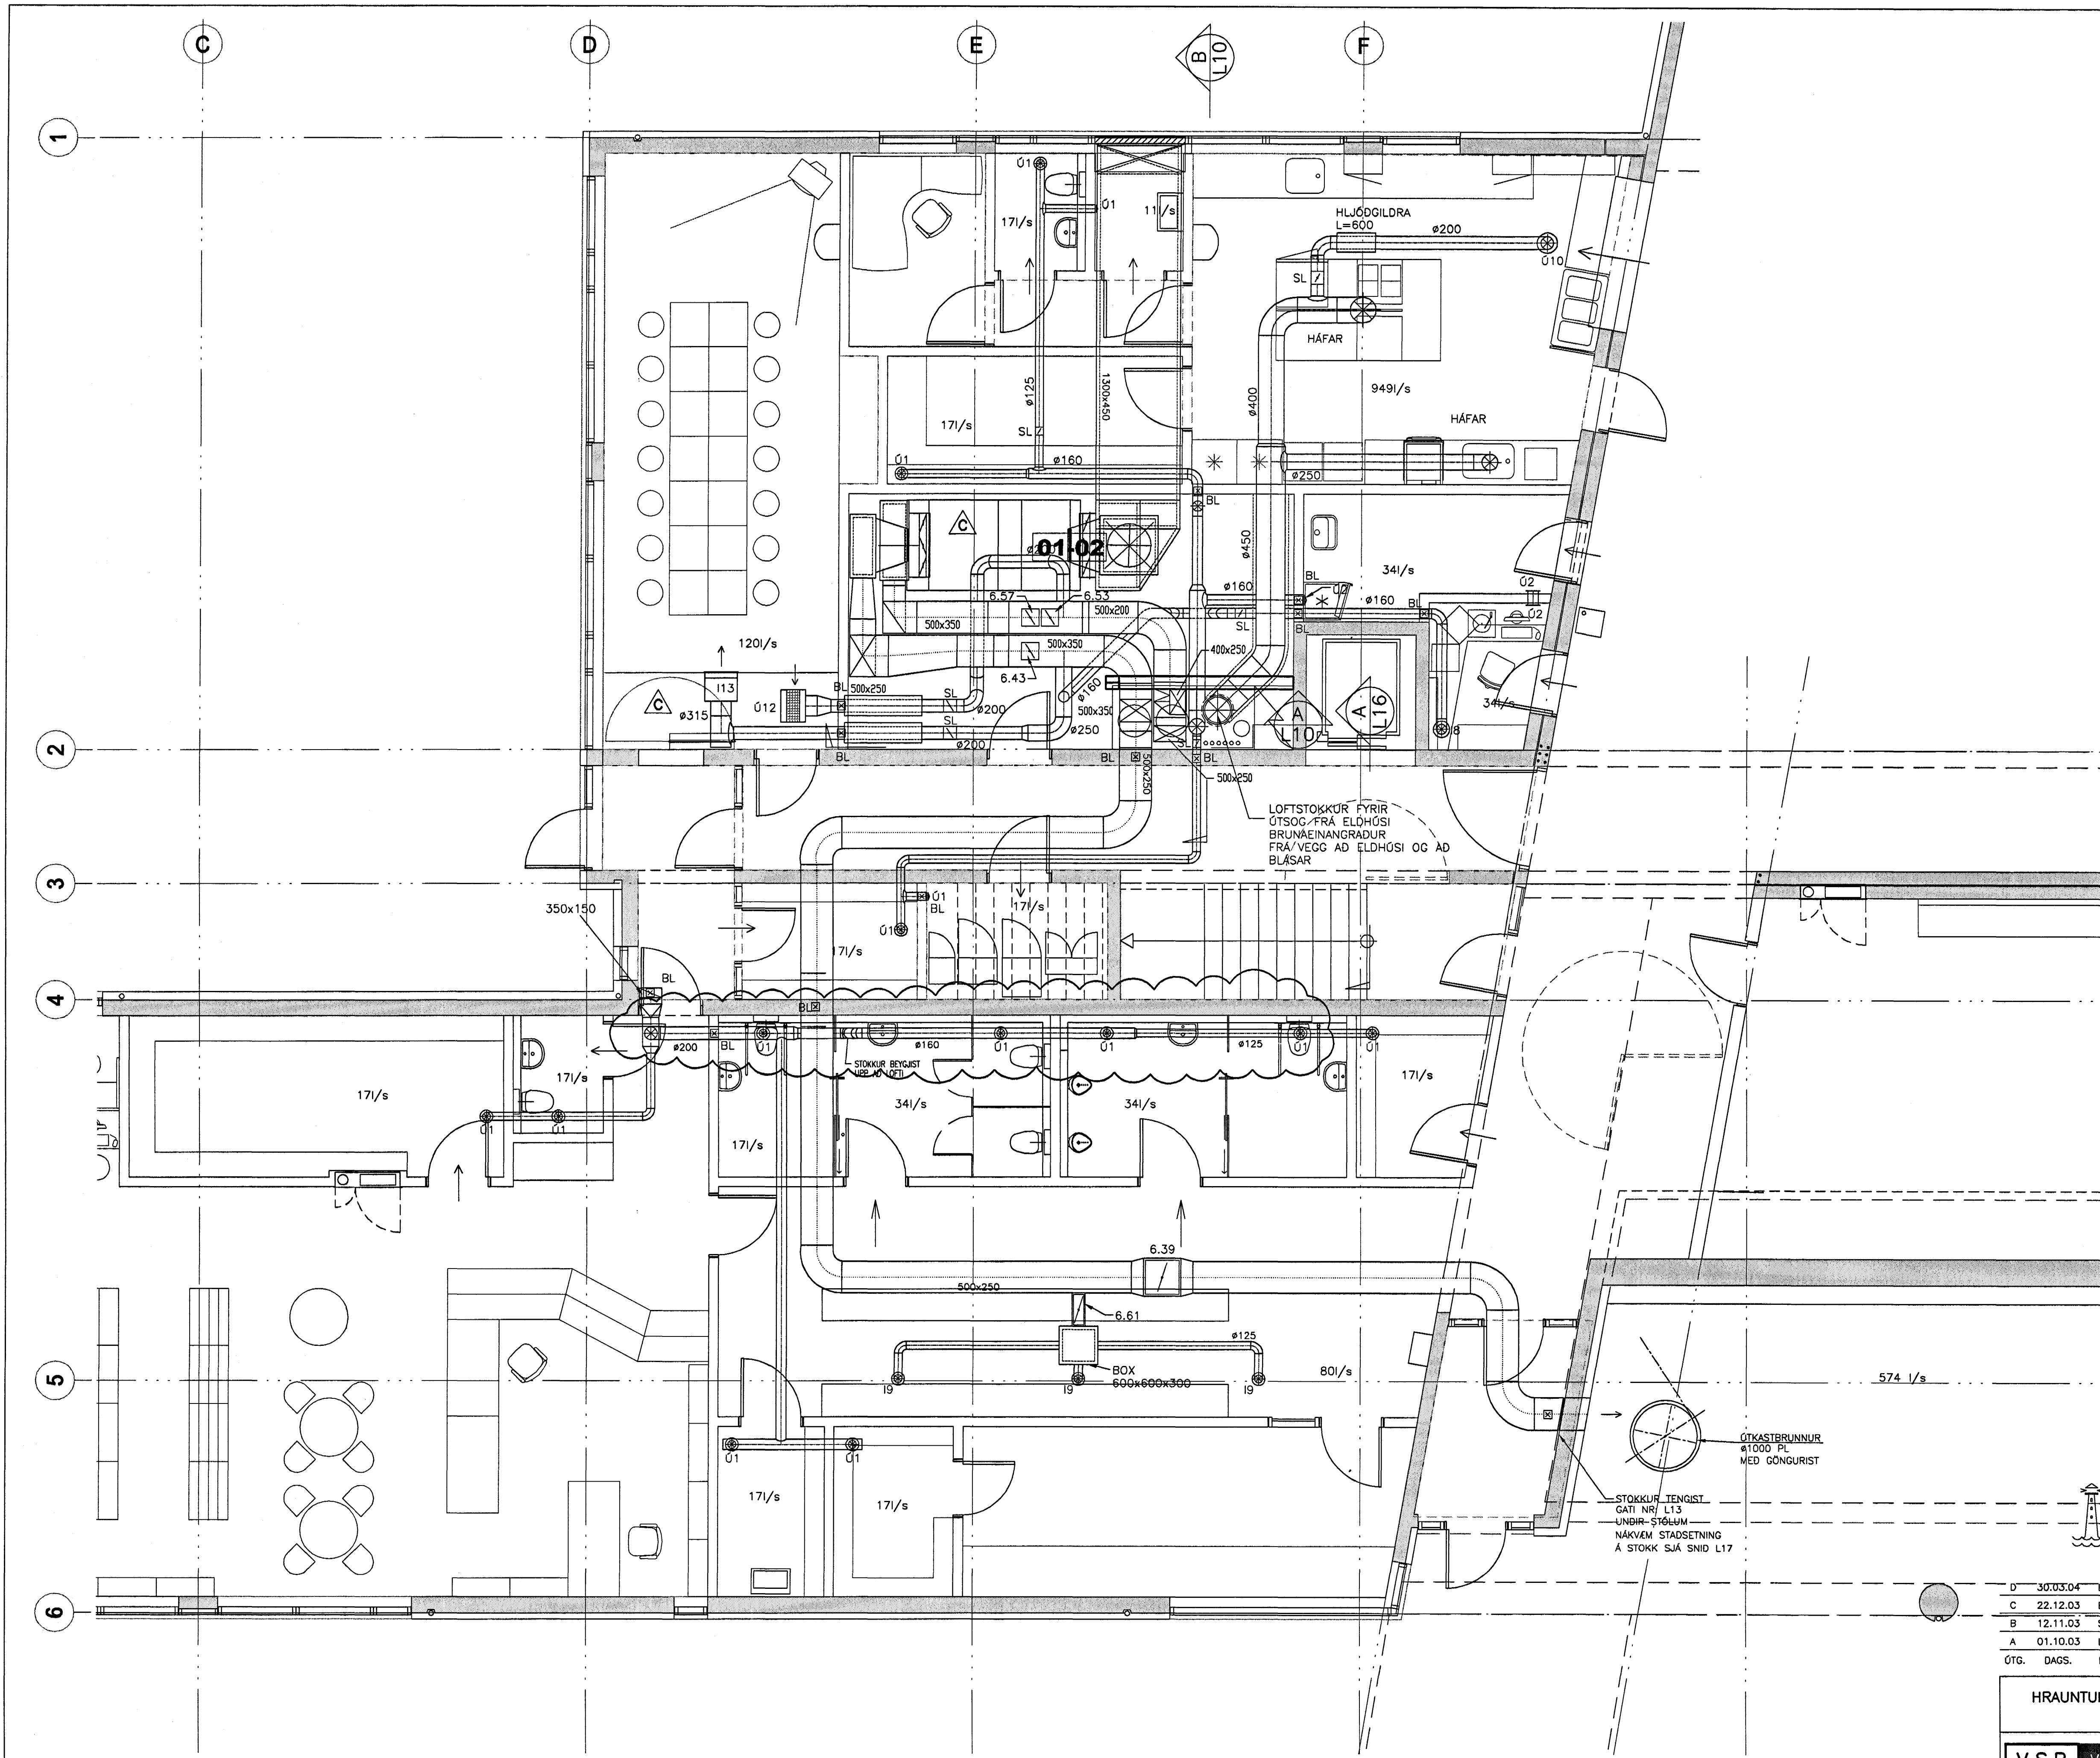 C
D
E
B
L10
F
1
Ú1
Ú1
17l/s
11l/s
HLJÓÐGILDRA
L=600
ø200
Ú10
SL
HÁFAR
ø125
1300x450
ø400
949l/s
HÁFAR
17l/s
SL
Ú1
ø160
ø250
BL
C
01-02
ø450
34l/s
BL
ø160
Ú2
ø160
BL
Ú2
Ú2
6.57
6.53
500x350
500x200
SL
BL
120l/s
500x350
400x250
6.43
I13
BL
500x250
SL
ø160
C
Ú12
ø200
500x350
34l/s
A
L10
A
L16
ø315
SL
ø250
ø200
SL
2
BL
BL
500x250
BL
500x250
LOFTSTOKKUR FYRIR
ÚTSOG FRÁ ELDHÚSI
BRUNAEINANGRAÐUR
FRÁ VEGG AÐ ELDHÚSI OG AÐ
BLÁSAR
3
350x150
Ú1
BL
Ú1
17l/s
17l/s
4
BL
BL
ø200
BL
Ú1
ø160
Ú1
Ú1
ø125
Ú1
Ú1
STOKKUR BEYGJIST
UPP AÐ LOFTI
17l/s
17l/s
Ú1
Ú1
17l/s
34l/s
34l/s
17l/s
6.39
500x250
6.61
ø125
BOX
600x600x300
I9
I9
I9
80l/s
5
574 l/s
Ú1
Ú1
ÚTKASTBRUNNUR
ø1000 PL
MEÐ GÖNGURIST
17l/s
17l/s
STOKKUR TENGIST
GATI NR. L13
UNDIR STÓLUM
NÁKVÆM STAÐSETNING
Á STOKK SJÁ SNIÐ L17
6
D 30.03.04
C 22.12.03
B 12.11.03
A 01.10.03
ÚTG. DAGS.
HRAUNTU
V S B